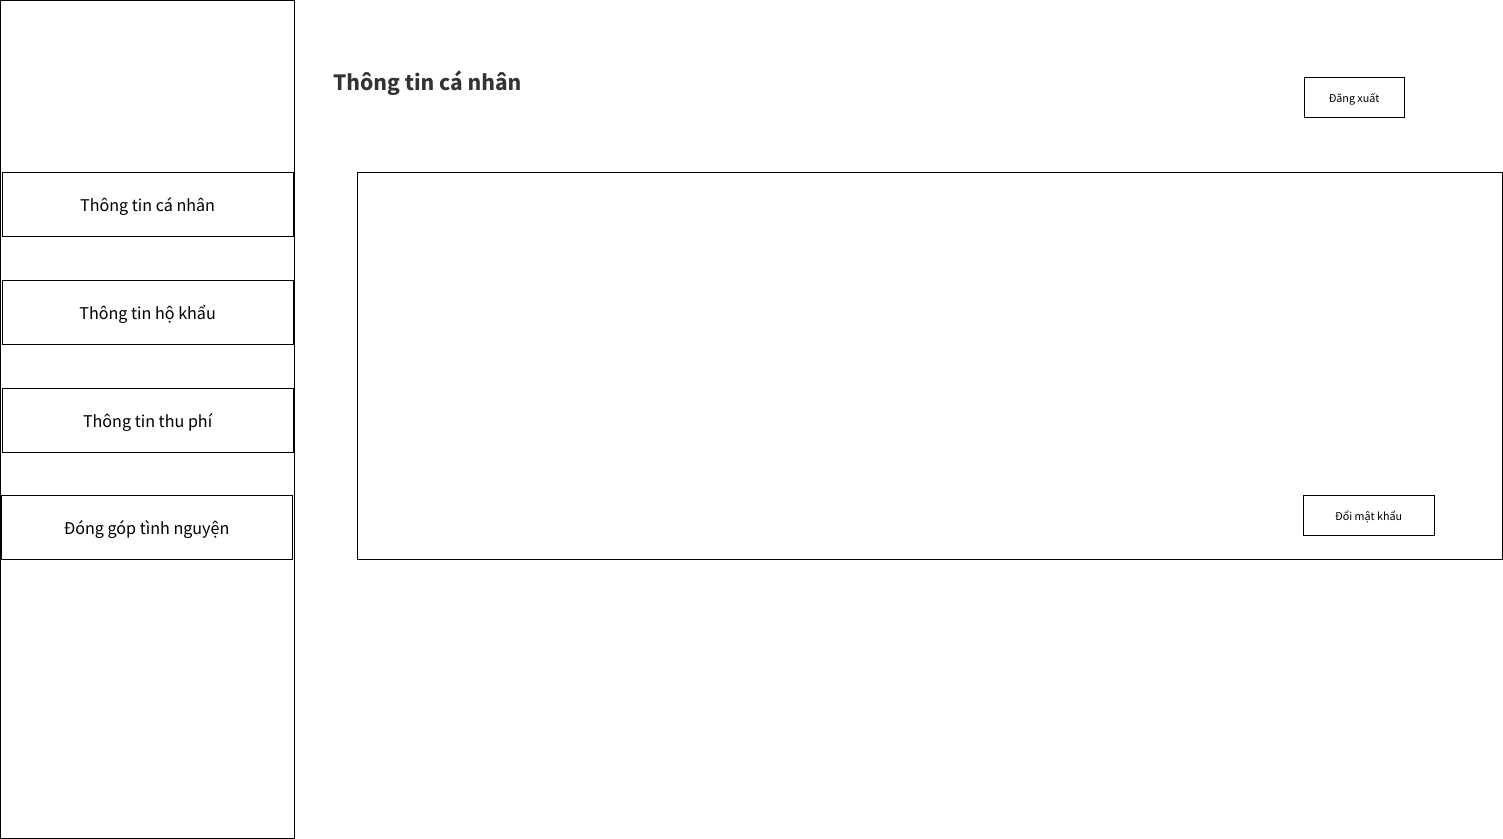 Thông tin cá nhân
Đăng xuất
Thông tin cá nhân
Thông tin hộ khẩu
Thông tin thu phí
Đóng góp tình nguyện
Đổi mật khẩu